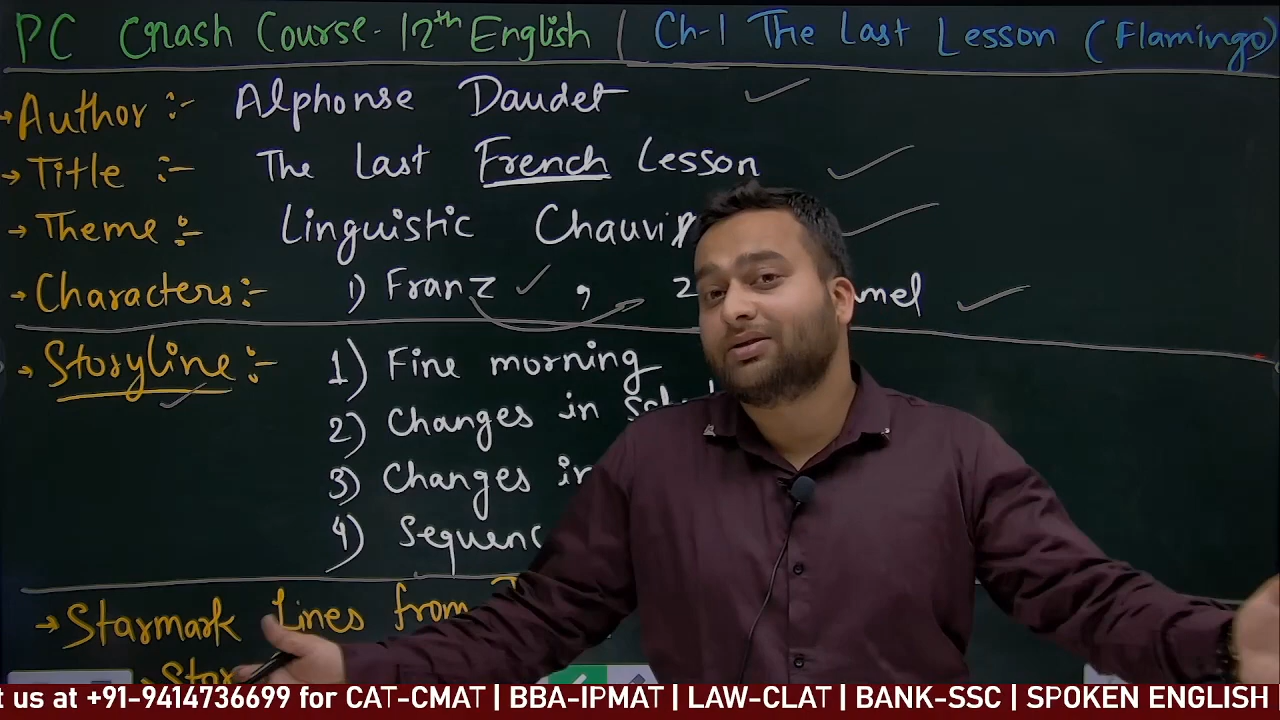 PC Crash Course - 12th English | Ch-1 The Last Lesson (Flamingo)
→ Author :- Alphonse Daudet
→ Title :- The Last French Lesson
→ Theme :- Linguistic
→ Characters :- 1) Franz , 2
→ Storyline :- 1) Fine morning
2) Changes in
3) Changes in
4)
→ Starmark Lines from
us at +91-9414736699 for CAT-CMAT | BBA-IPMAT | LAW-CLAT | BANK-SSC | SPOKEN ENGLISH |